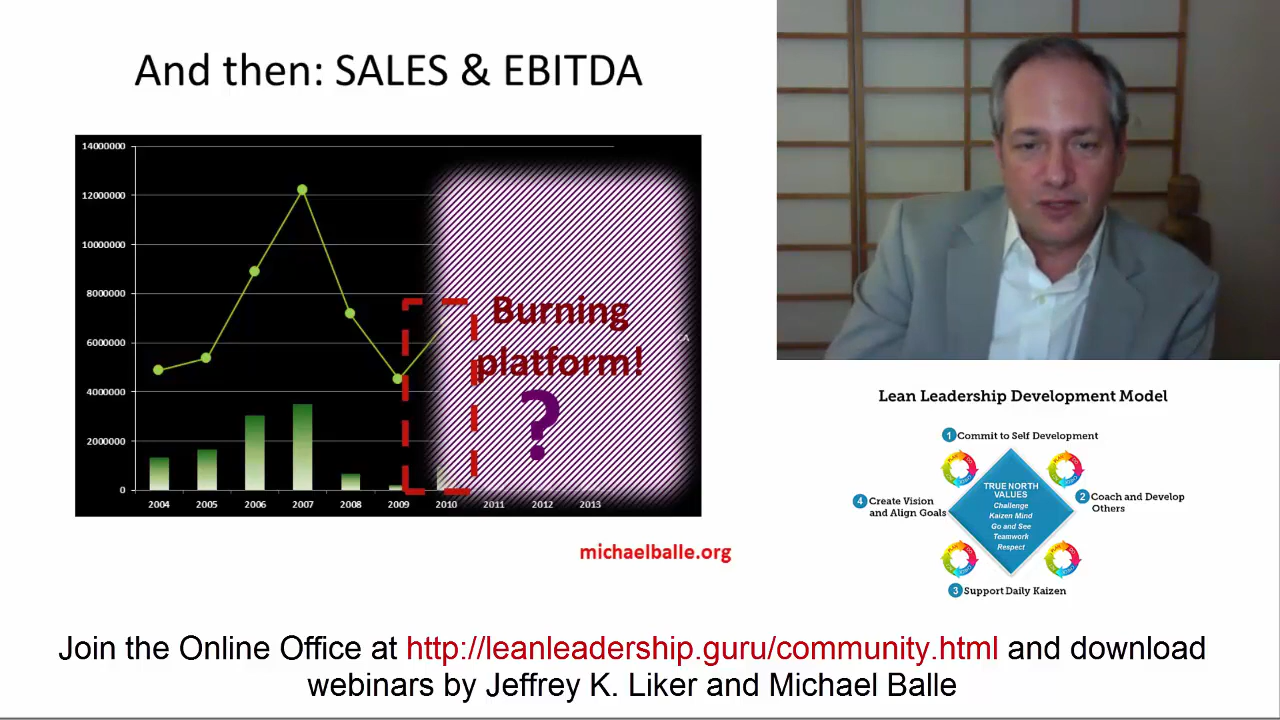 And then: SALES & EBITDA
14000000
12000000
10000000
8000000
6000000
4000000
2000000
0
2004 2005 2006 2007 2008 2009 2010 2011 2012 2013
Burning
platform!
?
michaelballe.org
Lean Leadership Development Model
1 Commit to Self Development
TRUE NORTH
VALUES
Challenge
Kaizen Mind
Go and See
Teamwork
Respect
2 Coach and Develop
Others
4 Create Vision
and Align Goals
3 Support Daily Kaizen
Join the Online Office at http://leanleadership.guru/community.html and download
webinars by Jeffrey K. Liker and Michael Balle